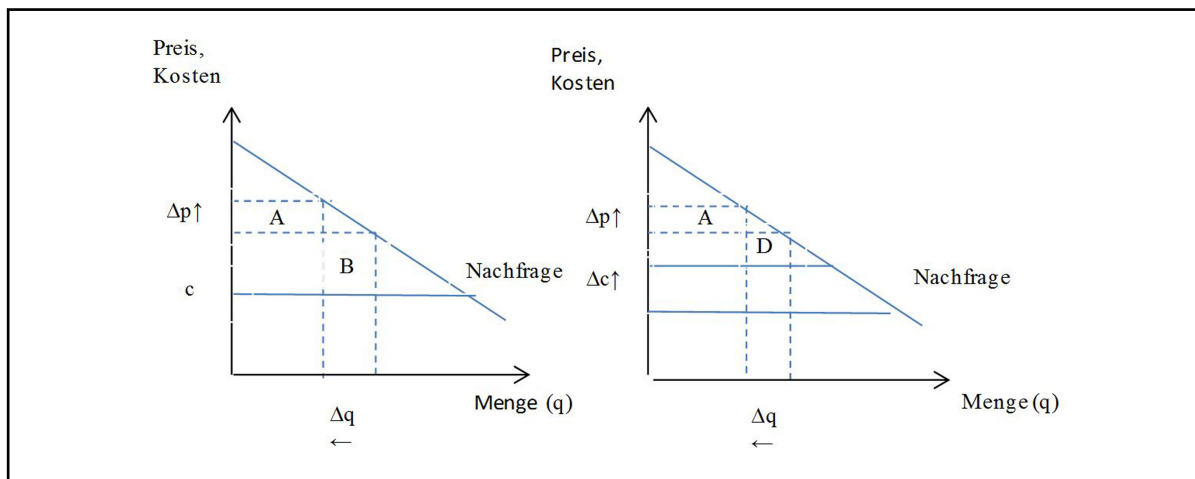 Preis,
Kosten
Δp↑
A
B
c
Nachfrage
Menge (q)
Δq
←
Preis,
Kosten
Δp↑
A
D
Δc↑
Nachfrage
Menge (q)
Δq
←